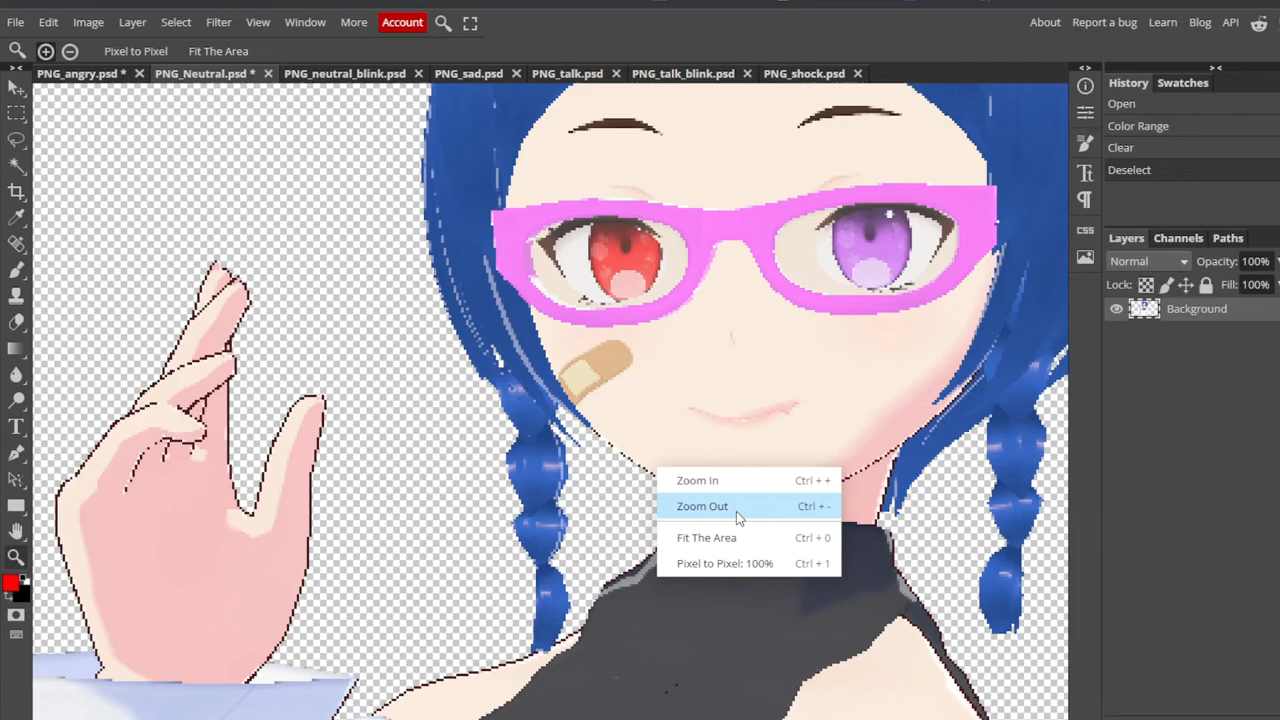 File Edit Image Layer Select Filter View Window More Account About Report a bug Learn Blog API
Pixel to Pixel Fit The Area
PNG_angry.psd * PNG_Neutral.psd * PNG_neutral_blink.psd PNG_sad.psd PNG_talk.psd PNG_talk_blink.psd PNG_shock.psd
History Swatches
Open
Color Range
Clear
Deselect
CSS
Layers Channels Paths
Normal Opacity: 100%
Lock: Fill: 100%
Background
Zoom In Ctrl + +
Zoom Out Ctrl + -
Fit The Area Ctrl + 0
Pixel to Pixel: 100% Ctrl + 1